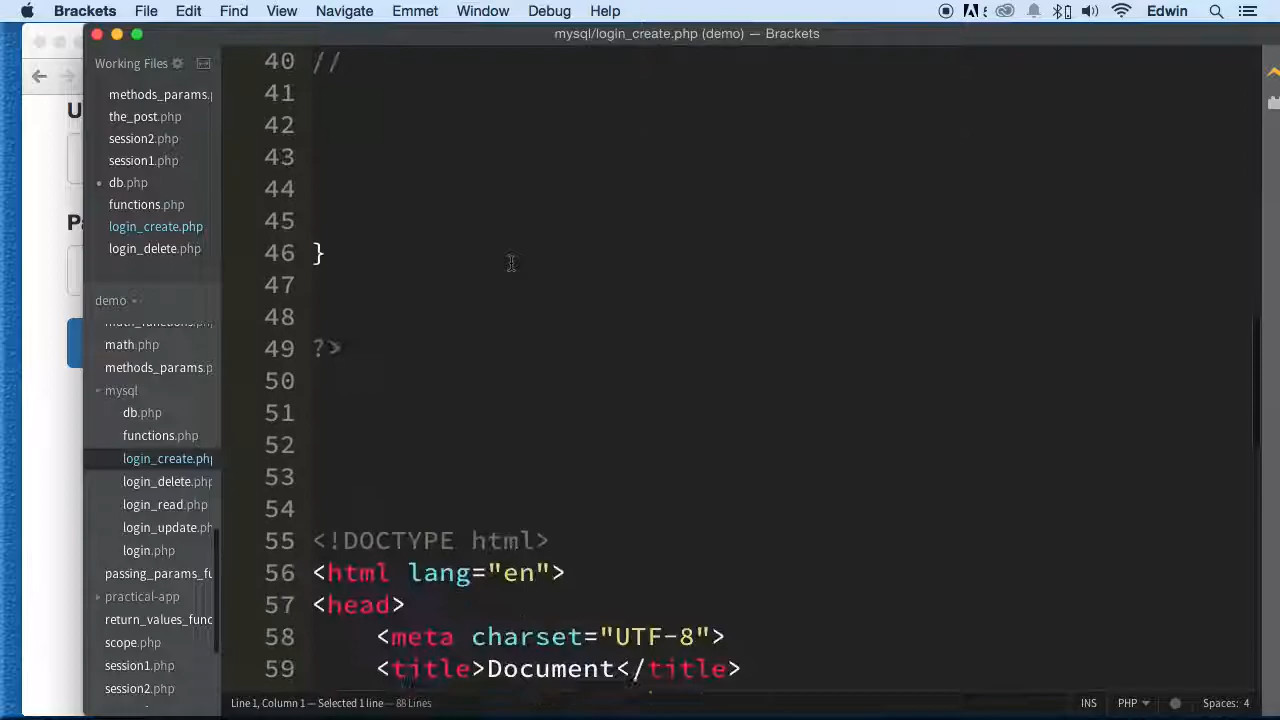 Brackets File Edit Find View Navigate Emmet Window Debug Help Edwin
mysql/login_create.php (demo) — Brackets
Working Files
methods_params.p
the_post.php
session2.php
session1.php
db.php
functions.php
login_create.php
login_delete.php
demo
math_functions.php
math.php
methods_params.p
mysql
db.php
functions.php
login_create.php
login_delete.php
login_read.php
login_update.ph
login.php
passing_params_fu
practical-app
return_values_func
scope.php
session1.php
session2.php
U
P
40 //
41
42
43
44
45
46 }
47
48
49 ?>
50
51
52
53
54
55 <!DOCTYPE html>
56 <html lang="en">
57 <head>
58 <meta charset="UTF-8">
59 <title>Document</title>
Line 1, Column 1 — Selected 1 line — 88 Lines
INS PHP Spaces: 4